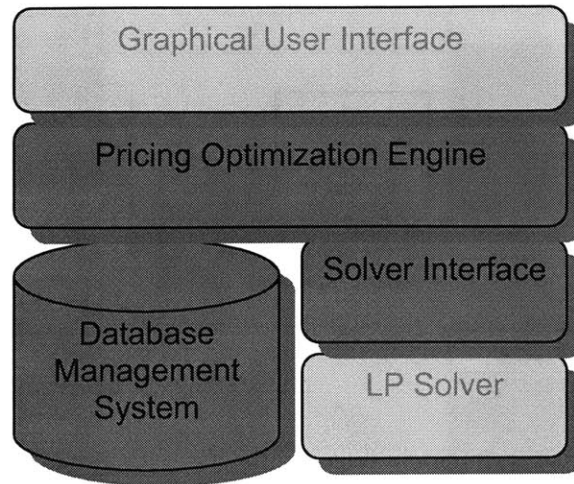 Graphical User Interface
Pricing Optimization Engine
Solver Interface
Database
Management
System
LP Solver